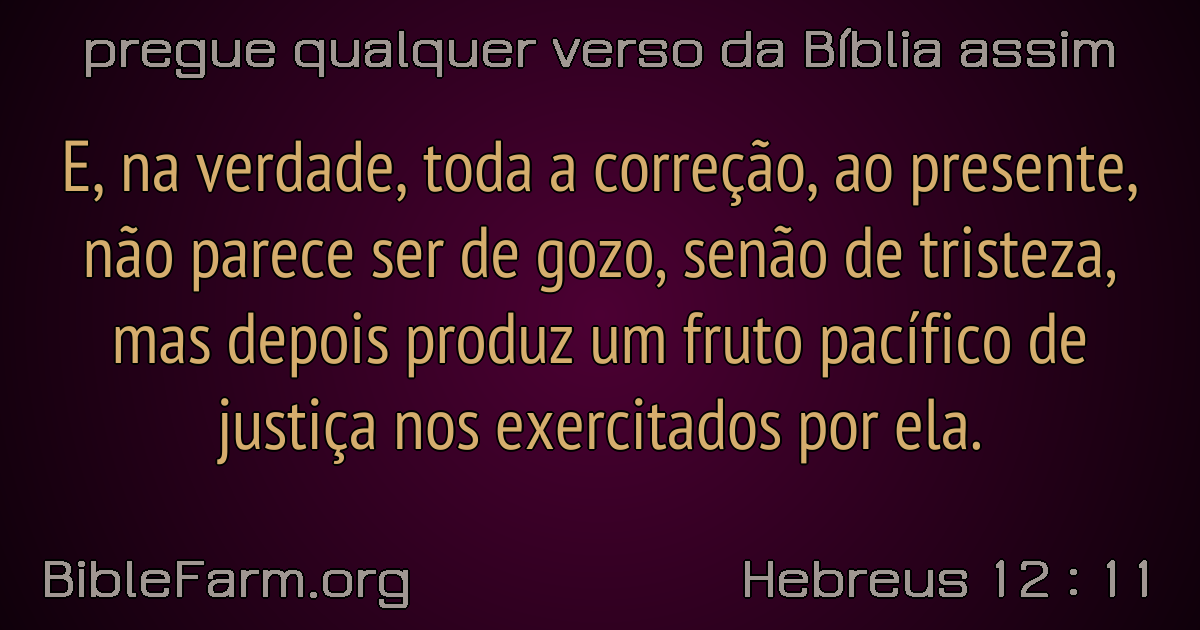 pregue qualquer verso da Bíblia assim
E, na verdade, toda a correção, ao presente,
não parece ser de gozo, senão de tristeza,
mas depois produz um fruto pacífico de
justiça nos exercitados por ela.
BibleFarm.org
Hebreus 12 : 11